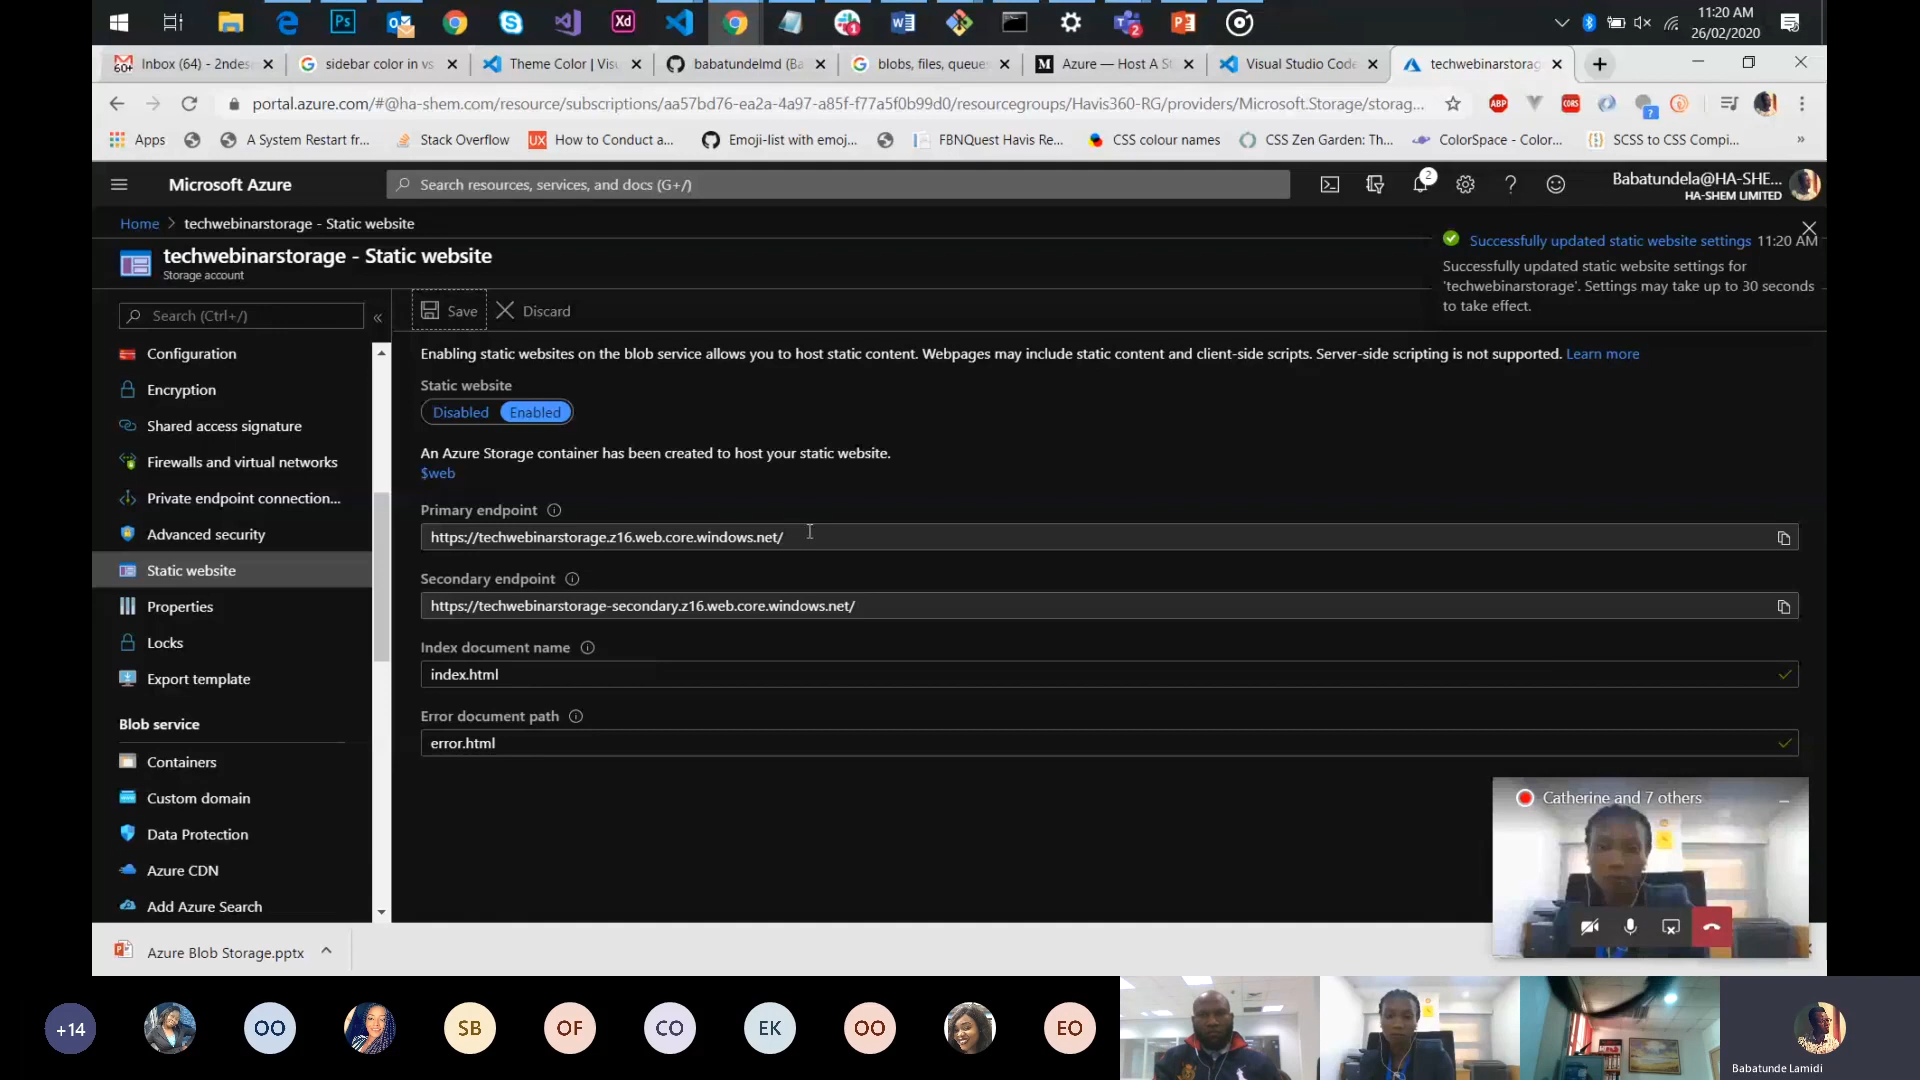 11:20 AM
26/02/2020
Inbox (64) - 2ndes
sidebar color in vs
Theme Color | Visu
babatundelmd (Ba
blobs, files, queue
Azure — Host A St
Visual Studio Code
techwebinarstorag
portal.azure.com/#@ha-shem.com/resource/subscriptions/aa57bd76-ea2a-4a97-a85f-f77a5f0b99d0/resourcegroups/Havis360-RG/providers/Microsoft.Storage/storag...
Apps
A System Restart fr...
Stack Overflow
UX How to Conduct a...
Emoji-list with emoj...
FBNQuest Havis Re...
CSS colour names
CSS Zen Garden: Th...
ColorSpace - Color...
SCSS to CSS Compi...
»
Microsoft Azure
Search resources, services, and docs (G+/)
2
Babatundela@HA-SHE...
HA-SHEM LIMITED
Home > techwebinarstorage - Static website
techwebinarstorage - Static website
Storage account
Successfully updated static website settings 11:20 AM
Successfully updated static website settings for
'techwebinarstorage'. Settings may take up to 30 seconds
to take effect.
Search (Ctrl+/)
«
Configuration
Encryption
Shared access signature
Firewalls and virtual networks
Private endpoint connection...
Advanced security
Static website
Properties
Locks
Export template
Blob service
Containers
Custom domain
Data Protection
Azure CDN
Add Azure Search
Save
Discard
Enabling static websites on the blob service allows you to host static content. Webpages may include static content and client-side scripts. Server-side scripting is not supported. Learn more
Static website
Disabled Enabled
An Azure Storage container has been created to host your static website.
$web
Primary endpoint
https://techwebinarstorage.z16.web.core.windows.net/
Secondary endpoint
https://techwebinarstorage-secondary.z16.web.core.windows.net/
Index document name
index.html
Error document path
error.html
Catherine and 7 others
Azure Blob Storage.pptx
+14
OO
SB
OF
CO
EK
OO
EO
Babatunde Lamidi